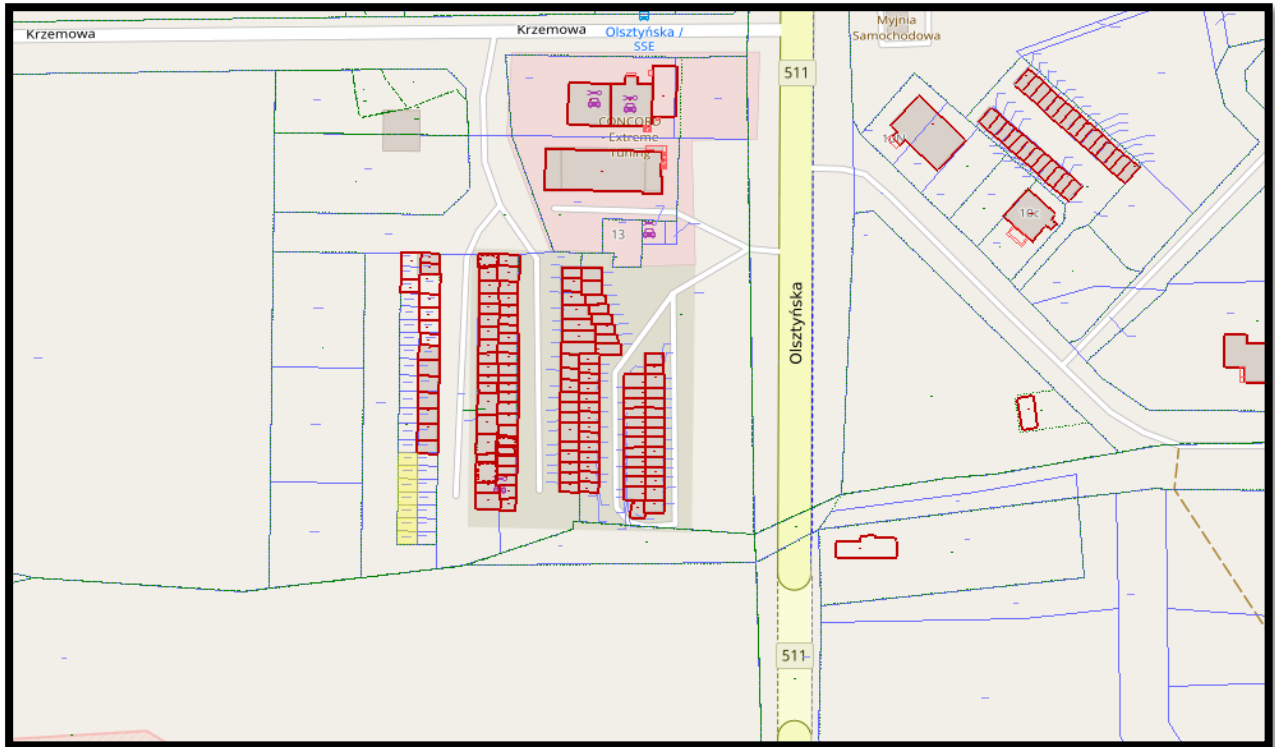 Krzemowa
Krzemowa
Olsztyńska /
SSE
Myjnia
Samochodowa
511
CONCORD
- Extreme
Tuning
10N
10c
13
Olsztyńska
511